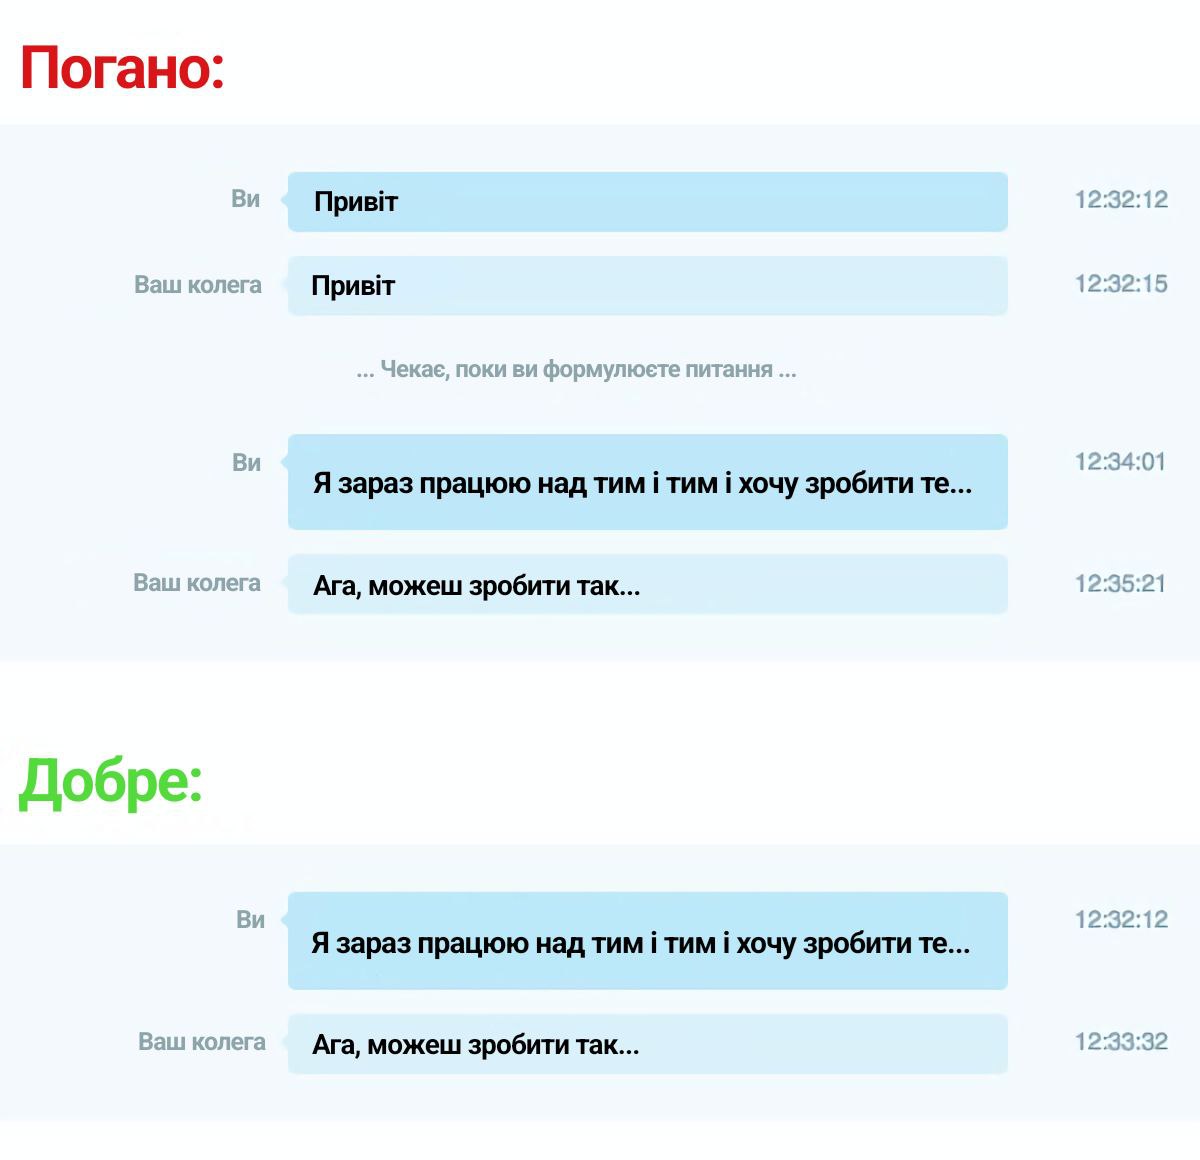 Погано:
Ви Привіт 12:32:12
Ваш колега Привіт 12:32:15
... Чекає, поки ви формулюєте питання ...
Ви Я зараз працюю над тим і тим і хочу зробити те... 12:34:01
Ваш колега Ага, можеш зробити так... 12:35:21
Добре:
Ви Я зараз працюю над тим і тим і хочу зробити те... 12:32:12
Ваш колега Ага, можеш зробити так... 12:33:32